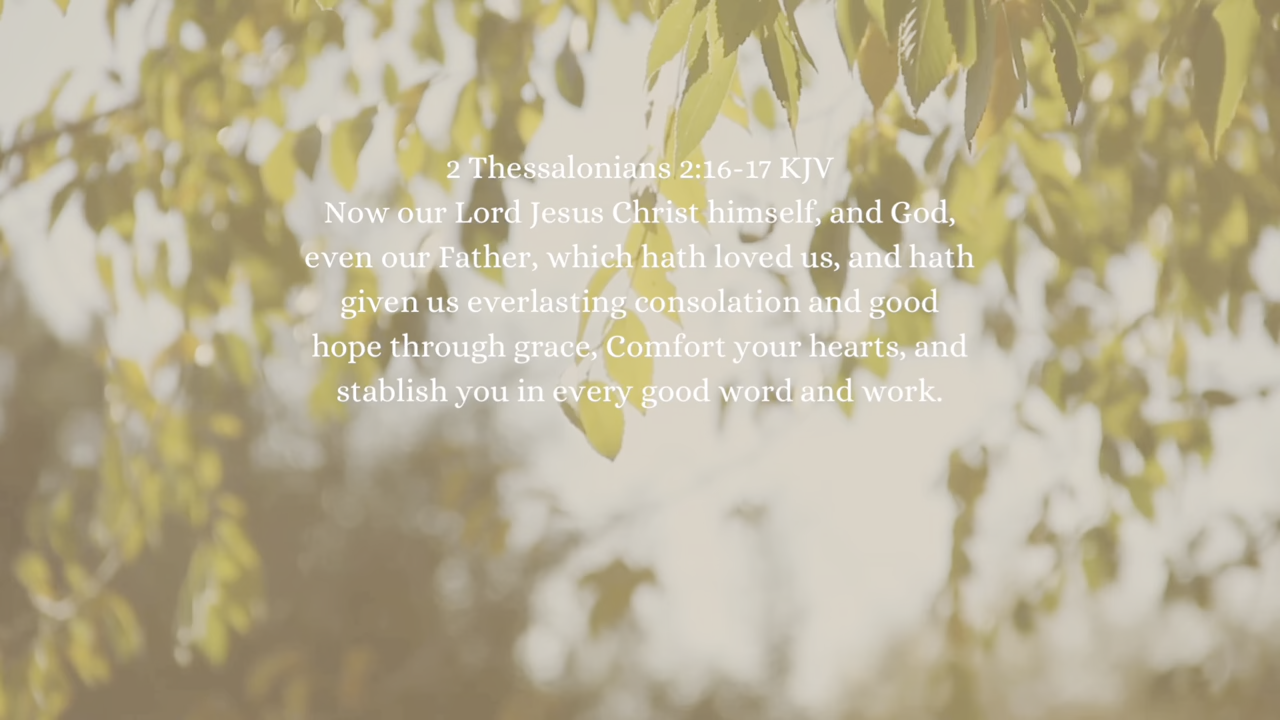 2 Thessalonians 2:16-17 KJV
Now our Lord Jesus Christ himself, and God,
even our Father, which hath loved us, and hath
given us everlasting consolation and good
hope through grace, Comfort your hearts, and
stablish you in every good word and work.